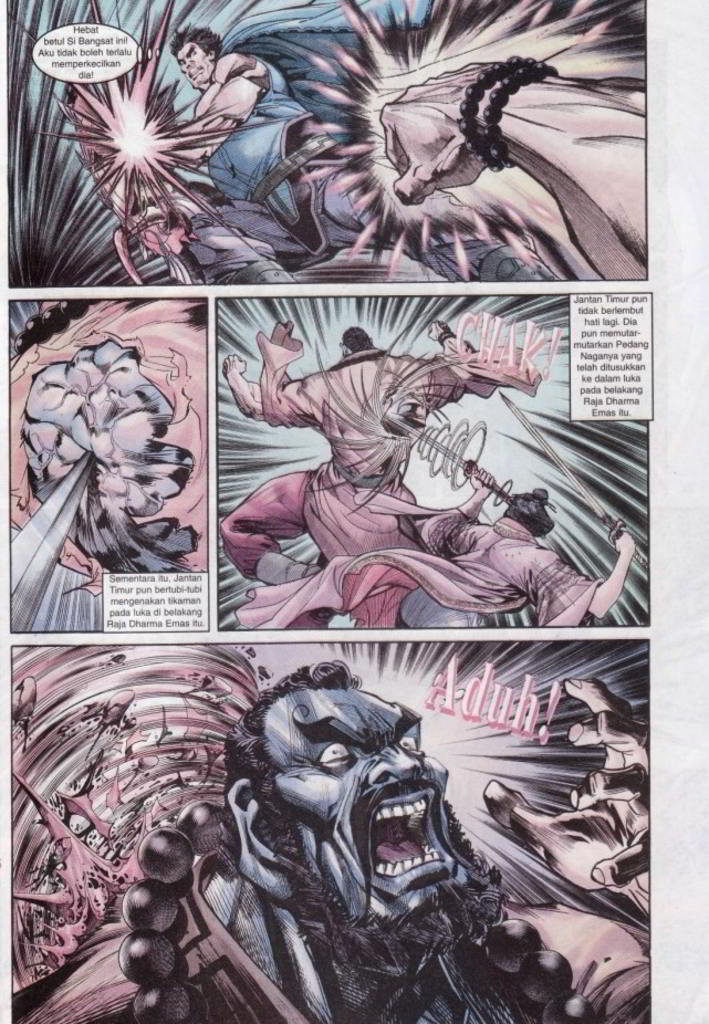 Hebat
betul Si Bangsat ini!
Aku tidak boleh terlalu
memperkecilkan
dia!
CHAK!
Jantan Timur pun
tidak berlembut
hati lagi. Dia
pun memutar-
mutarkan Pedang
Naganya yang
telah ditusukkan
ke dalam luka
pada belakang
Raja Dharma
Emas itu.
Sementara itu, Jantan
Timur pun bertubi-tubi
mengenakan tikaman
pada luka di belakang
Raja Dharma Emas itu.
Aduh!